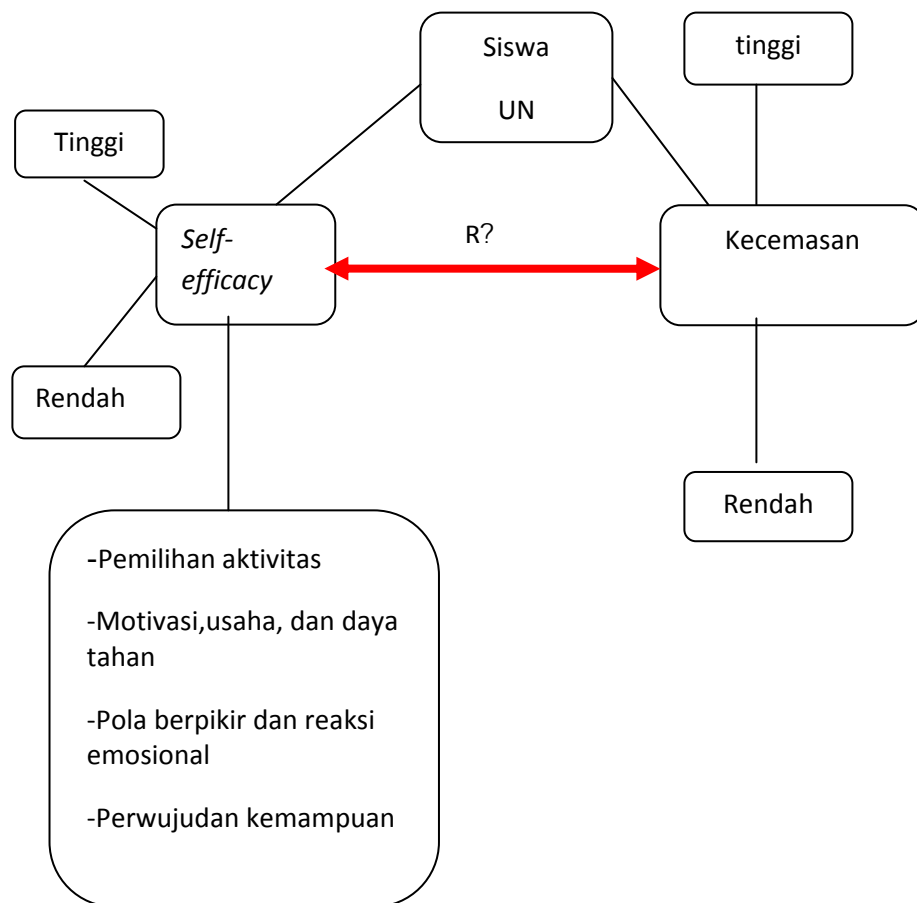 Siswa
UN
tinggi
Tinggi
Self-
efficacy
R?
Kecemasan
Rendah
Rendah
-Pemilihan aktivitas
-Motivasi,usaha, dan daya
tahan
-Pola berpikir dan reaksi
emosional
-Perwujudan kemampuan